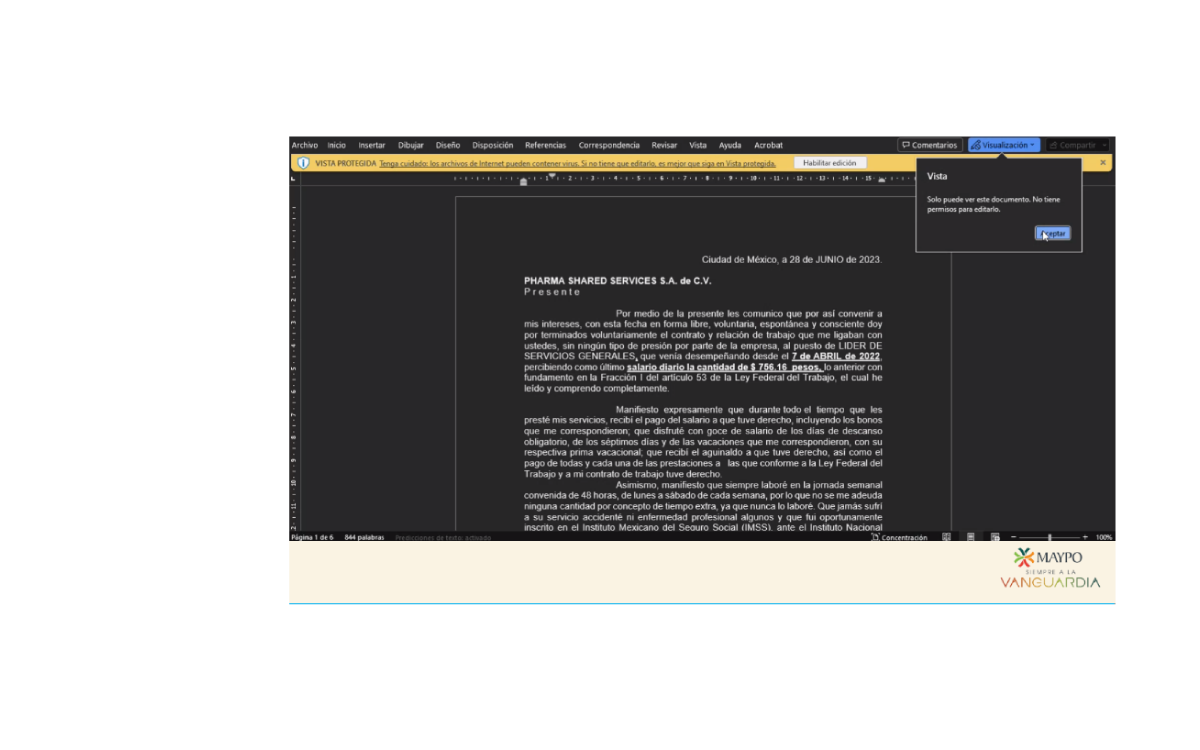 Archivo Inicio Insertar Dibujar Diseño Disposición Referencias Correspondencia Revisar Vista Ayuda Acrobat Comentarios Visualización Compartir
VISTA PROTEGIDA Tenga cuidado: los archivos de Internet pueden contener virus. Si no tiene que editarlo, es mejor que siga en Vista protegida. Habilitar edición
Vista
Solo puede ver este documento. No tiene
permisos para editarlo.
Aceptar
Ciudad de México, a 28 de JUNIO de 2023.
PHARMA SHARED SERVICES S.A. de C.V.
P r e s e n t e
Por medio de la presente les comunico que por así convenir a
mis intereses, con esta fecha en forma libre, voluntaria, espontánea y consciente doy
por terminados voluntariamente el contrato y relación de trabajo que me ligaban con
ustedes, sin ningún tipo de presión por parte de la empresa, al puesto de LIDER DE
SERVICIOS GENERALES, que venía desempeñando desde el 7 de ABRIL de 2022,
percibiendo como último salario diario la cantidad de $ 756.16 pesos, lo anterior con
fundamento en la Fracción I del artículo 53 de la Ley Federal del Trabajo, el cual he
leído y comprendo completamente.
Manifiesto expresamente que durante todo el tiempo que les
presté mis servicios, recibí el pago del salario a que tuve derecho, incluyendo los bonos
que me correspondieron; que disfruté con goce de salario de los días de descanso
obligatorio, de los séptimos días y de las vacaciones que me correspondieron, con su
respectiva prima vacacional; que recibí el aguinaldo a que tuve derecho, así como el
pago de todas y cada una de las prestaciones a las que conforme a la Ley Federal del
Trabajo y a mi contrato de trabajo tuve derecho.
Asimismo, manifiesto que siempre laboré en la jornada semanal
convenida de 48 horas, de lunes a sábado de cada semana, por lo que no se me adeuda
ninguna cantidad por concepto de tiempo extra, ya que nunca lo laboré. Que jamás sufrí
a su servicio accidenté ni enfermedad profesional algunos y que fui oportunamente
inscrito en el Instituto Mexicano del Seguro Social (IMSS), ante el Instituto Nacional
Página 1 de 6 844 palabras Predicciones de texto: activado Concentración 100%
MAYPO
SIEMPRE A LA
VANGUARDIA